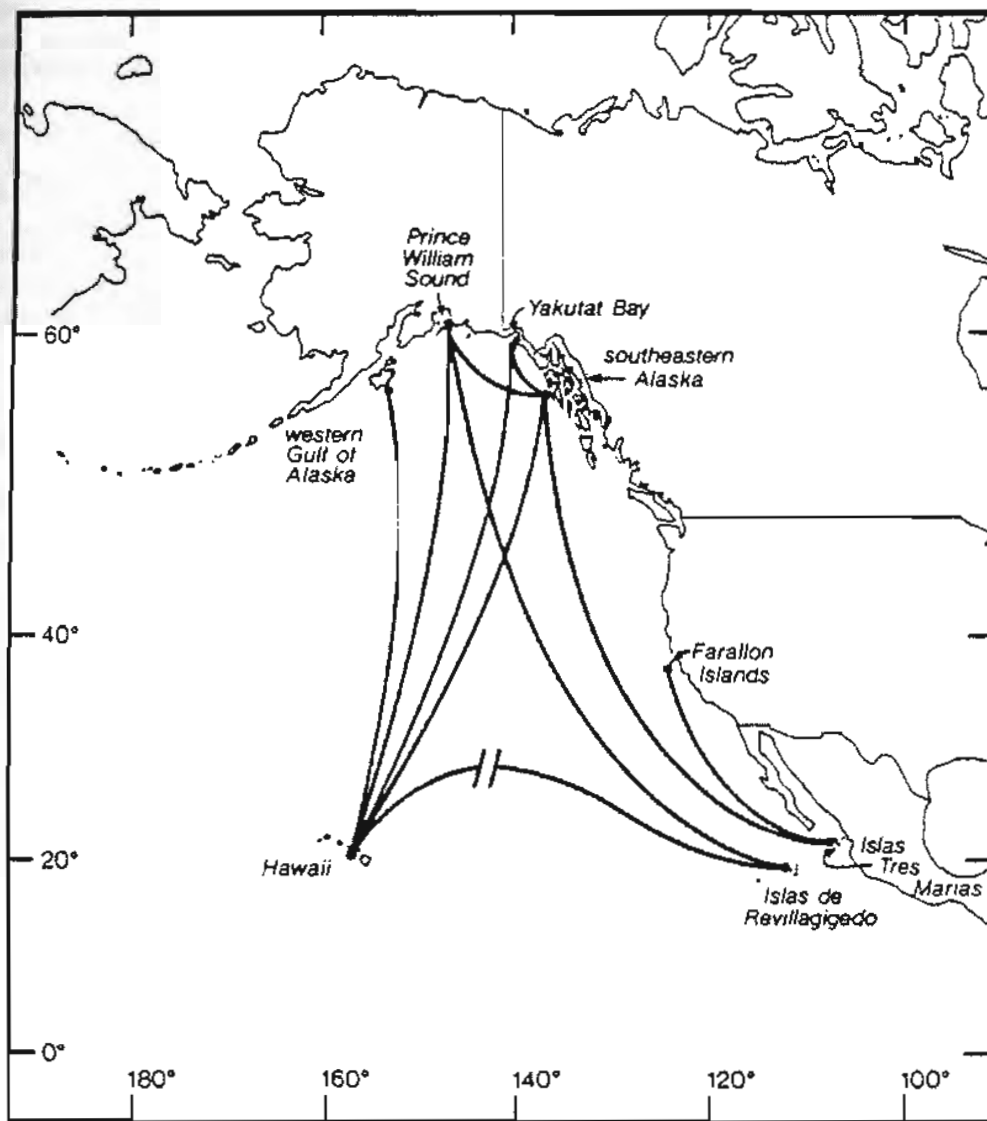 Prince
William
Sound
Yakutat Bay
60°
southeastern
Alaska
western
Gulf of
Alaska
40°
Farallon
Islands
Hawaii
20°
Islas
Tres
Marias
Islas de
Revillagigedo
0°
180°
160°
140°
120°
100°